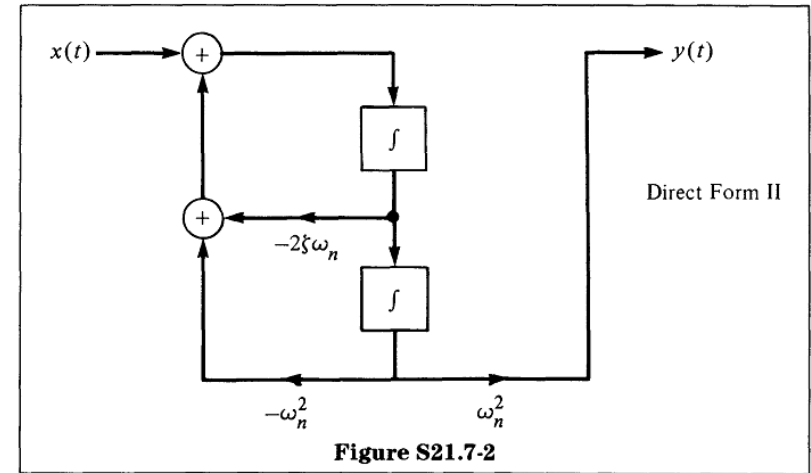 x(t)
+
y(t)
∫
Direct Form II
+
−2ζω_n
∫
−ω_n^2
ω_n^2
Figure S21.7-2